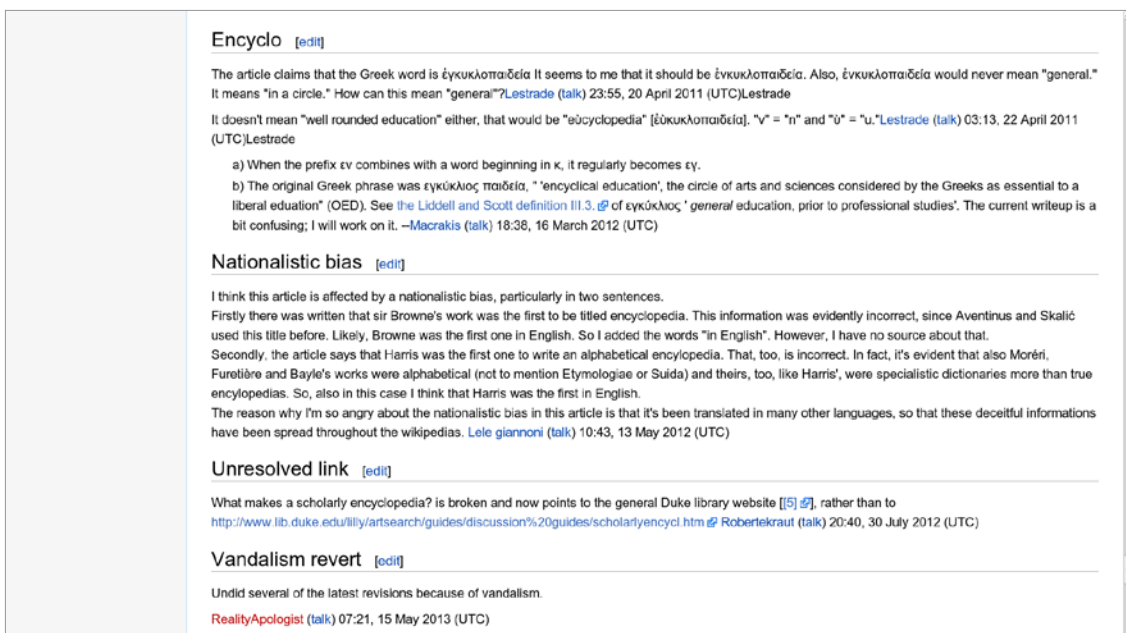 Encyclo [edit]
The article claims that the Greek word is ἐγκυκλοπαιδεία It seems to me that it should be ἐνκυκλοπαιδεία. Also, ἐνκυκλοπαιδεία would never mean "general."
It means "in a circle." How can this mean "general"?Lestrade (talk) 23:55, 20 April 2011 (UTC)Lestrade
It doesn't mean "well rounded education" either, that would be "eὐcyclopedia" [ἐὐκυκλοπαιδεία]. "ν" = "n" and "ὐ" = "u."Lestrade (talk) 03:13, 22 April 2011
(UTC)Lestrade
a) When the prefix εν combines with a word beginning in κ, it regularly becomes εγ.
b) The original Greek phrase was εγκύκλιος παιδεία, " 'encyclical education', the circle of arts and sciences considered by the Greeks as essential to a
liberal eduation" (OED). See the Liddell and Scott definition III.3. of εγκύκλιος ' general education, prior to professional studies'. The current writeup is a
bit confusing; I will work on it. --Macrakis (talk) 18:38, 16 March 2012 (UTC)
Nationalistic bias [edit]
I think this article is affected by a nationalistic bias, particularly in two sentences.
Firstly there was written that sir Browne's work was the first to be titled encyclopedia. This information was evidently incorrect, since Aventinus and Skalić
used this title before. Likely, Browne was the first one in English. So I added the words "in English". However, I have no source about that.
Secondly, the article says that Harris was the first one to write an alphabetical encylopedia. That, too, is incorrect. In fact, it's evident that also Moréri,
Furetière and Bayle's works were alphabetical (not to mention Etymologiae or Suida) and theirs, too, like Harris', were specialistic dictionaries more than true
encylopedias. So, also in this case I think that Harris was the first in English.
The reason why I'm so angry about the nationalistic bias in this article is that it's been translated in many other languages, so that these deceitful informations
have been spread throughout the wikipedias. Lele giannoni (talk) 10:43, 13 May 2012 (UTC)
Unresolved link [edit]
What makes a scholarly encyclopedia? is broken and now points to the general Duke library website [[5]], rather than to
http://www.lib.duke.edu/lilly/artsearch/guides/discussion%20guides/scholarlyencycl.htm Robertekraut (talk) 20:40, 30 July 2012 (UTC)
Vandalism revert [edit]
Undid several of the latest revisions because of vandalism.
RealityApologist (talk) 07:21, 15 May 2013 (UTC)